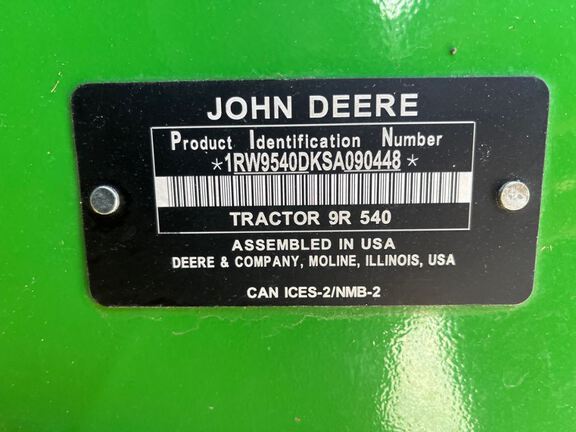 JOHN DEERE
Product Identification Number
*1RW9540DKSA090448*
TRACTOR 9R 540
ASSEMBLED IN USA
DEERE & COMPANY, MOLINE, ILLINOIS, USA
CAN ICES-2/NMB-2